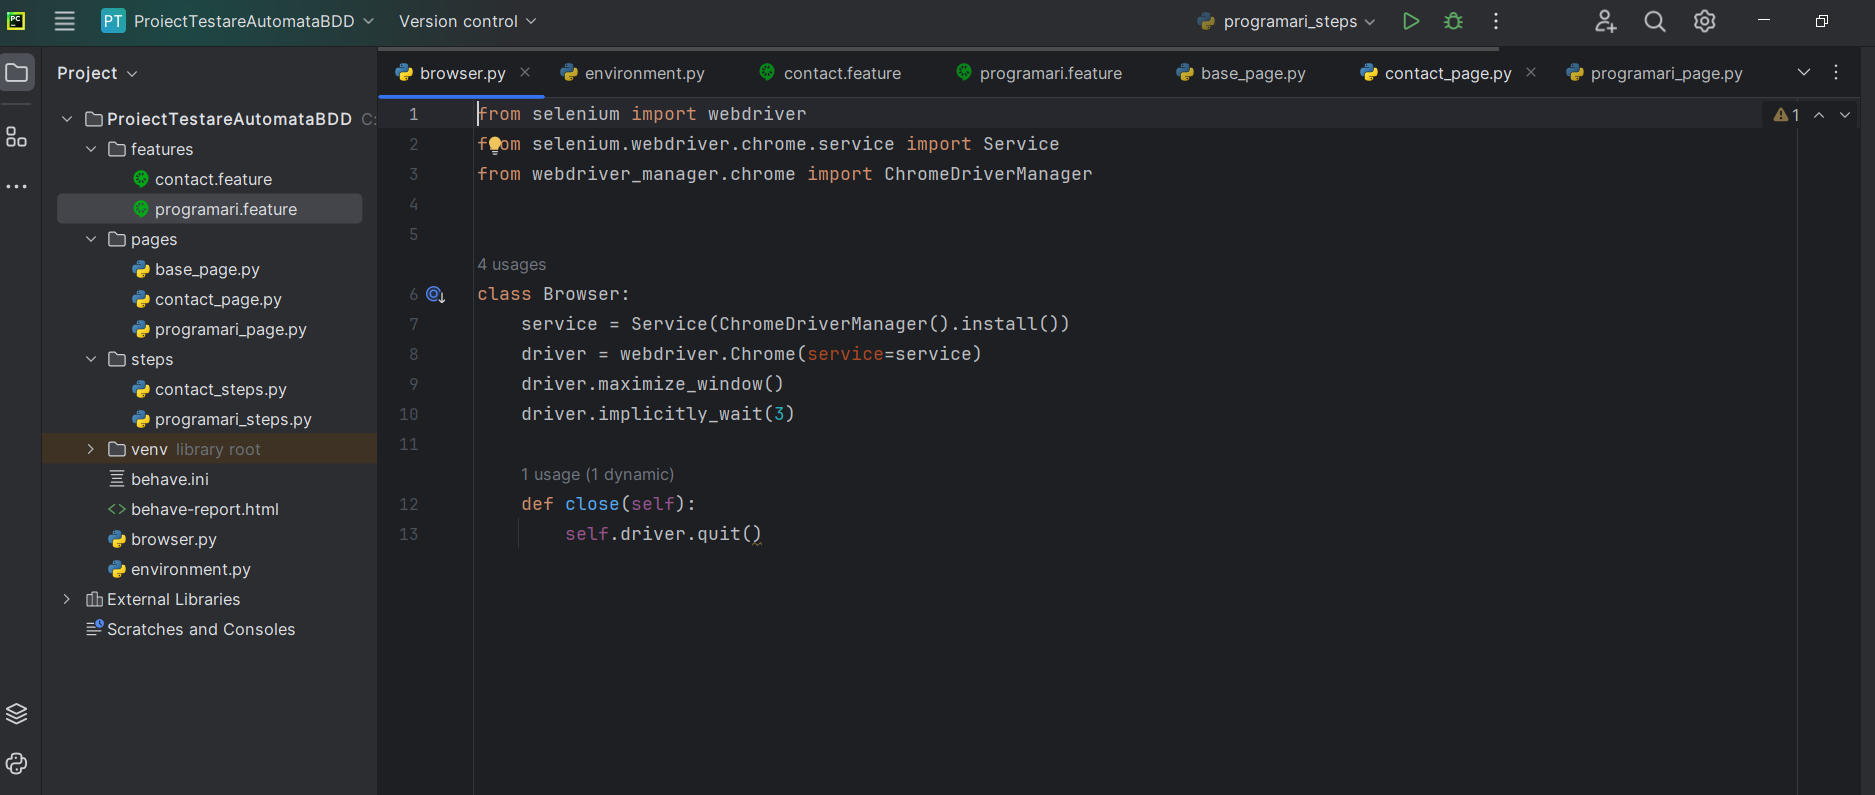 PC
PT ProiectTestareAutomataBDD Version control programari_steps
Project
browser.py environment.py contact.feature programari.feature base_page.py contact_page.py programari_page.py
ProiectTestareAutomataBDD C:
features
contact.feature
programari.feature
pages
base_page.py
contact_page.py
programari_page.py
steps
contact_steps.py
programari_steps.py
venv library root
behave.ini
behave-report.html
browser.py
environment.py
External Libraries
Scratches and Consoles
1 from selenium import webdriver
2 from selenium.webdriver.chrome.service import Service
3 from webdriver_manager.chrome import ChromeDriverManager
4
5
4 usages
6 class Browser:
7 service = Service(ChromeDriverManager().install())
8 driver = webdriver.Chrome(service=service)
9 driver.maximize_window()
10 driver.implicitly_wait(3)
11
1 usage (1 dynamic)
12 def close(self):
13 self.driver.quit()
1